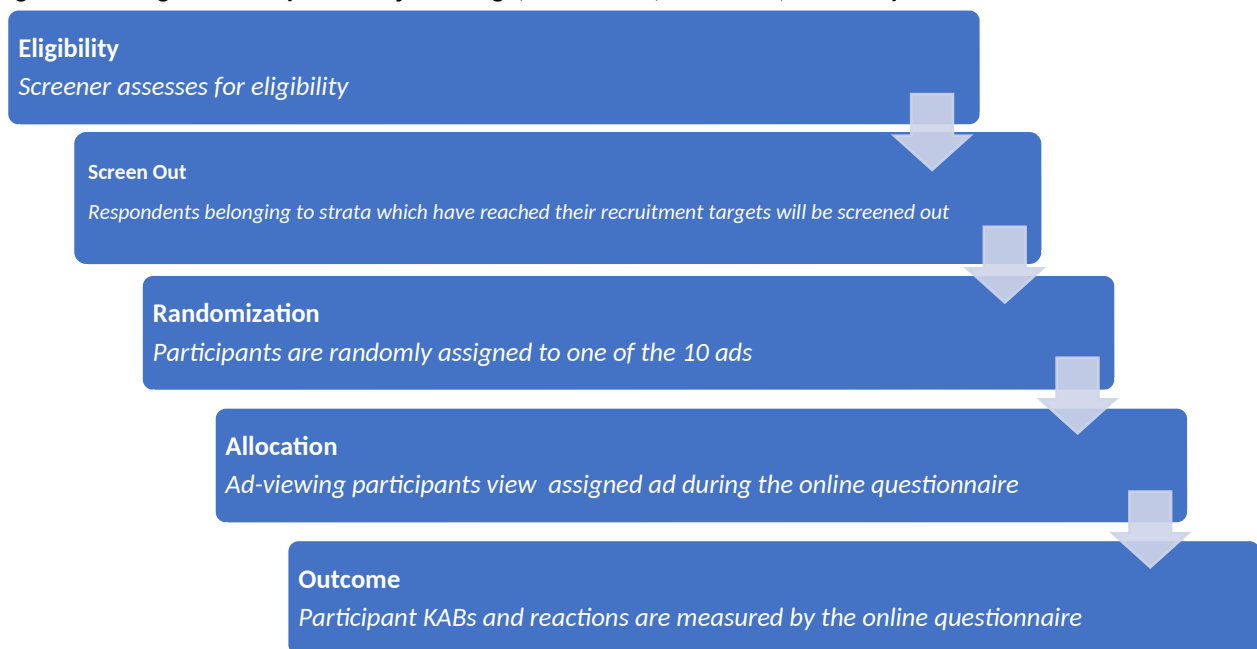 Eligibility
Screener assesses for eligibility
Screen Out
Respondents belonging to strata which have reached their recruitment targets will be screened out
Randomization
Participants are randomly assigned to one of the 10 ads
Allocation
Ad-viewing participants view  assigned ad during the online questionnaire
Outcome
Participant KABs and reactions are measured by the online questionnaire